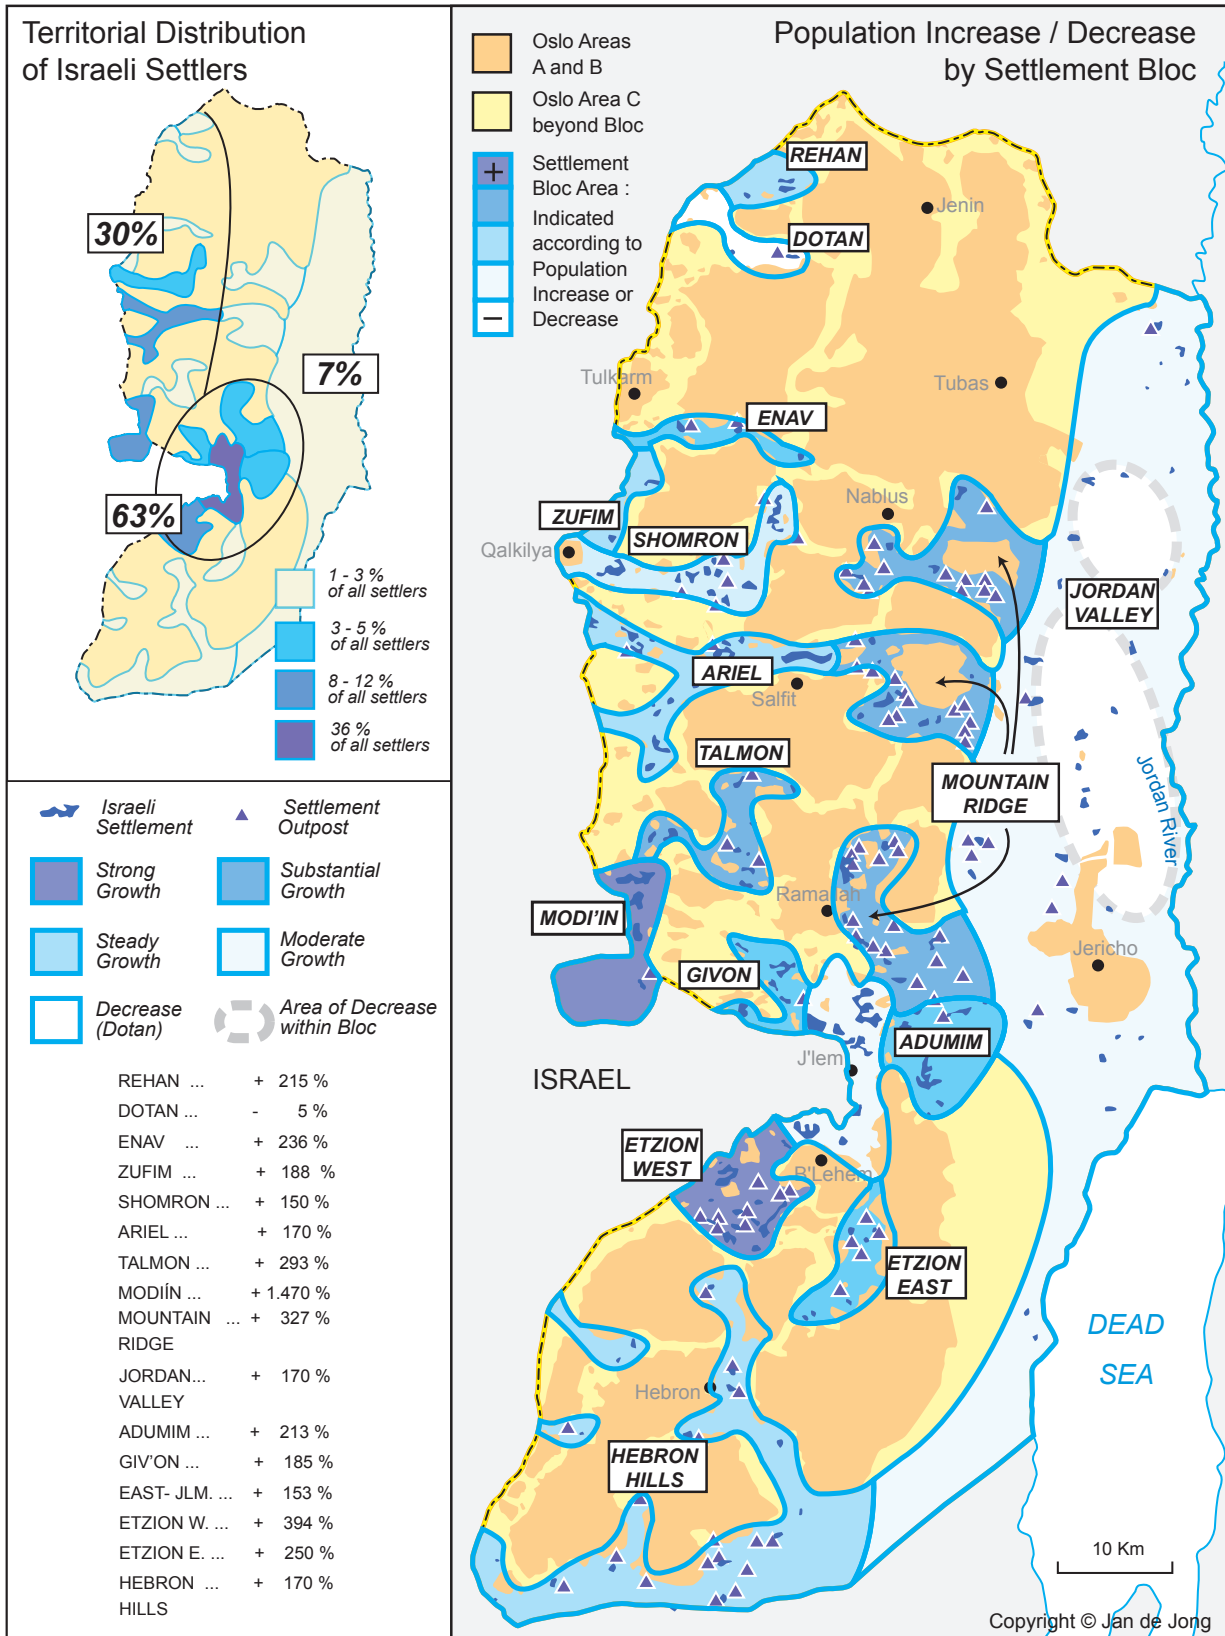 Territorial Distribution
of Israeli Settlers
30%
7%
63%
1 - 3 %
of all settlers
3 - 5 %
of all settlers
8 - 12 %
of all settlers
36 %
of all settlers
Israeli
Settlement
Settlement
Outpost
Strong
Growth
Substantial
Growth
Steady
Growth
Moderate
Growth
Decrease
(Dotan)
Area of Decrease
within Bloc
REHAN ... + 215 %
DOTAN ... - 5 %
ENAV ... + 236 %
ZUFIM ... + 188 %
SHOMRON ... + 150 %
ARIEL ... + 170 %
TALMON ... + 293 %
MODIÍN ... + 1.470 %
MOUNTAIN ... + 327 %
RIDGE
JORDAN... + 170 %
VALLEY
ADUMIM ... + 213 %
GIV'ON ... + 185 %
EAST- JLM. ... + 153 %
ETZION W. ... + 394 %
ETZION E. ... + 250 %
HEBRON ... + 170 %
HILLS
Population Increase / Decrease
by Settlement Bloc
Oslo Areas
A and B
Oslo Area C
beyond Bloc
+
Settlement
Bloc Area :
Indicated
according to
Population
Increase or
Decrease
–
REHAN
Jenin
DOTAN
Tulkarm
Tubas
ENAV
Nablus
ZUFIM
SHOMRON
Qalkilya
JORDAN
VALLEY
ARIEL
Salfit
TALMON
MOUNTAIN
RIDGE
Jordan River
Ramallah
MODI'IN
Jericho
GIVON
ADUMIM
J'lem
ISRAEL
ETZION
WEST
B'Lehem
ETZION
EAST
DEAD
SEA
Hebron
HEBRON
HILLS
10 Km
Copyright © Jan de Jong